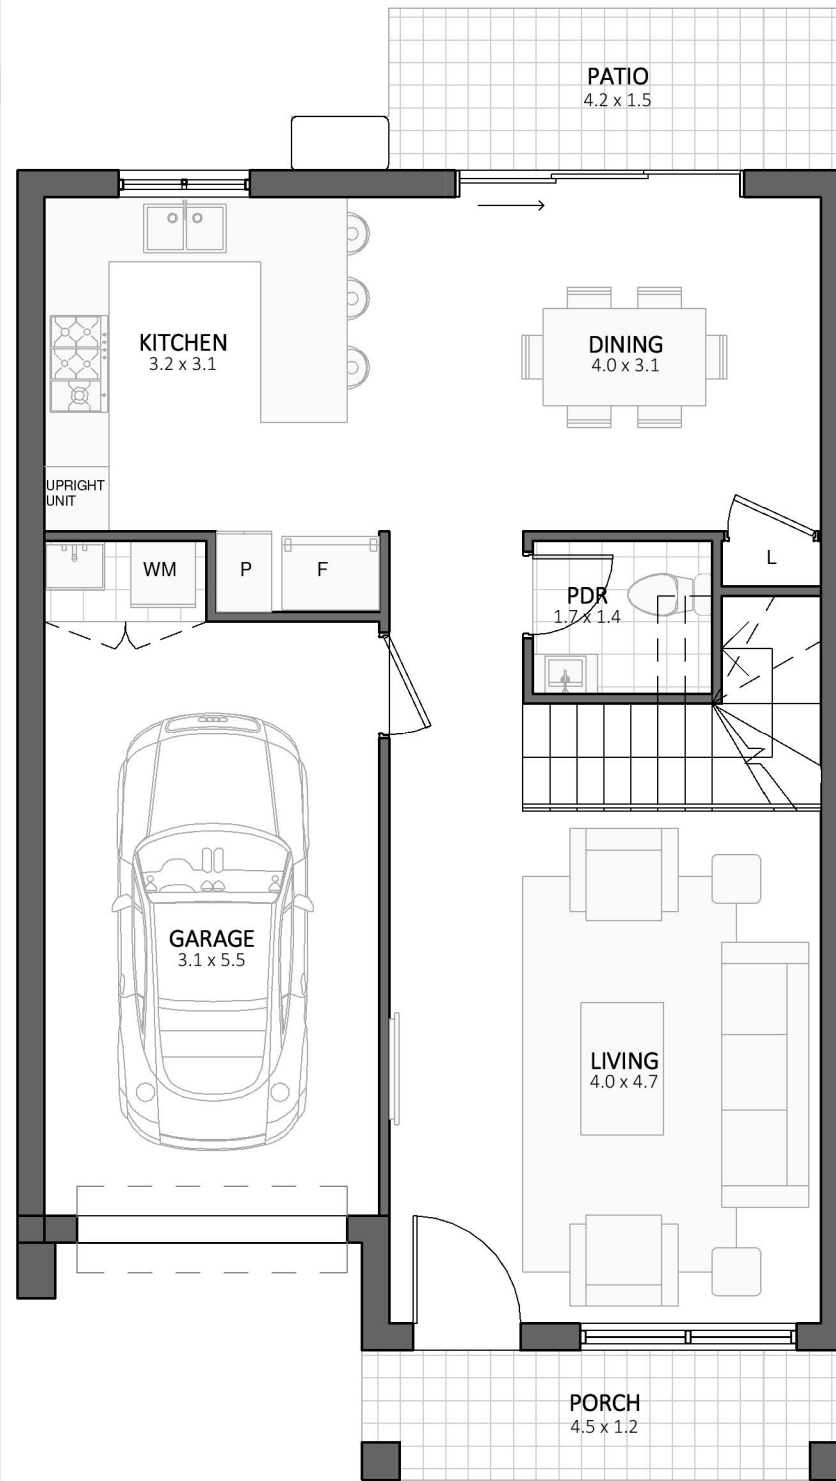 PATIO
4.2 x 1.5
KITCHEN
3.2 x 3.1
DINING
4.0 x 3.1
UPRIGHT
UNIT
WM
P
F
L
PDR
1.7 x 1.4
GARAGE
3.1 x 5.5
LIVING
4.0 x 4.7
PORCH
4.5 x 1.2